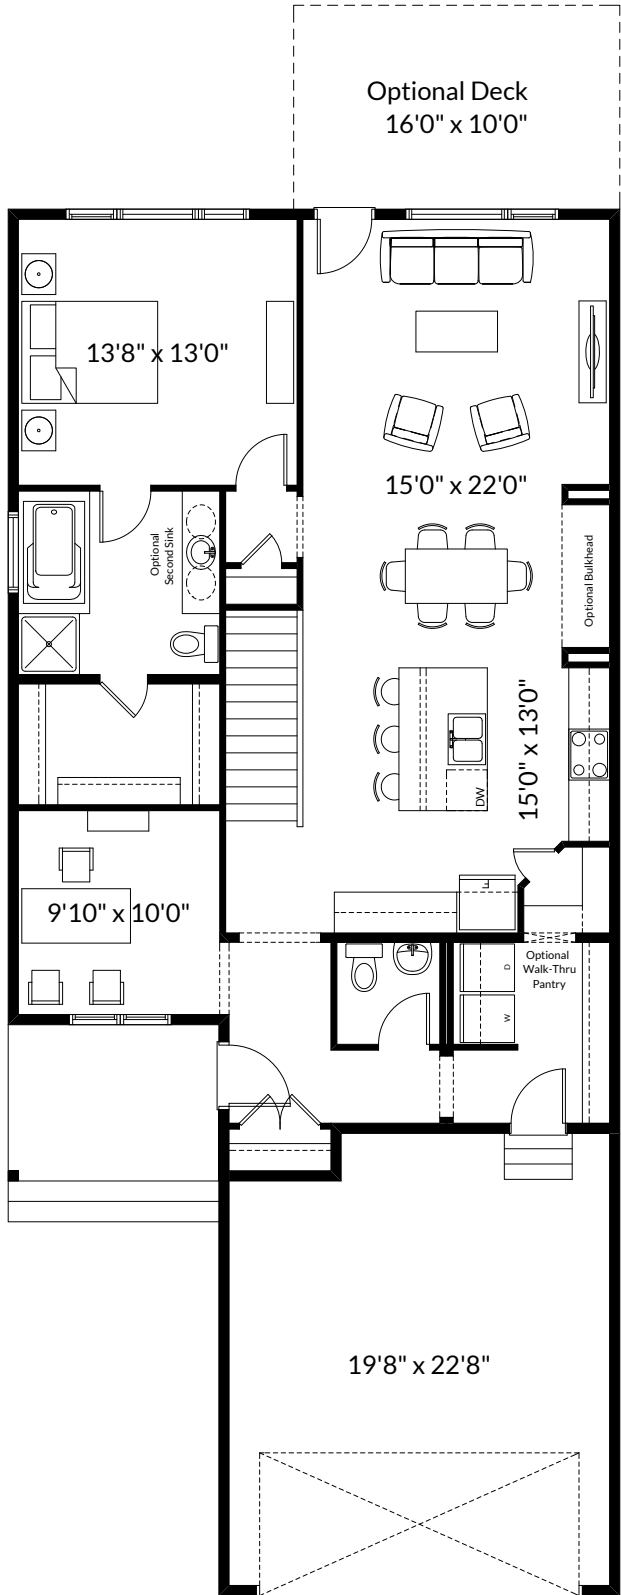 Optional Deck
16'0" x 10'0"
13'8" x 13'0"
15'0" x 22'0"
Optional
Second Sink
Optional Bulkhead
15'0" x 13'0"
DW
F
9'10" x 10'0"
Optional
Walk-Thru
Pantry
D
W
19'8" x 22'8"